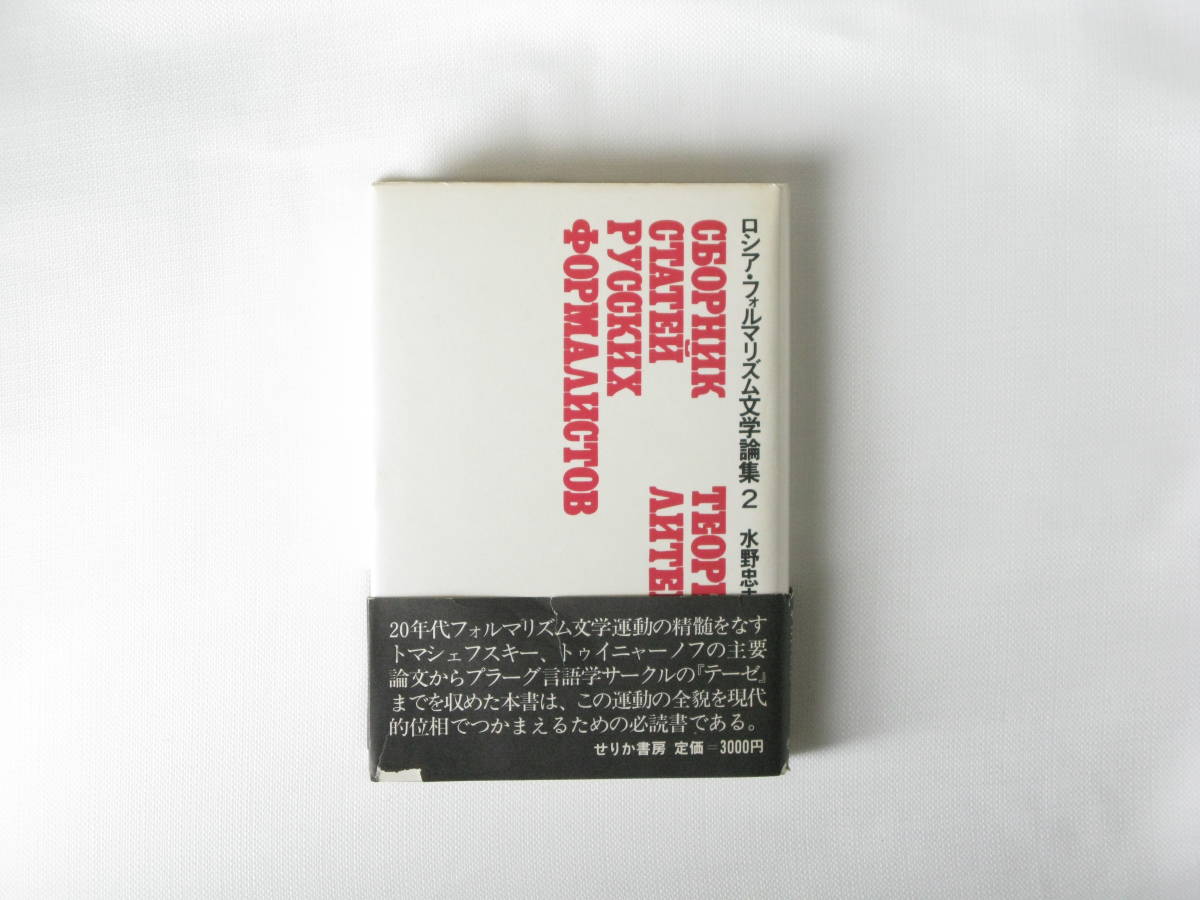 ロシア・フォルマリズム文学論集 2 水野忠
СБОРНИК
СТАТЕЙ
РУССКИХ
ФОРМАЛИСТОВ
20年代フォルマリズム文学運動の精髄をなす
トマシェフスキー、トゥイニャーノフの主要
論文からプラーグ言語学サークルの『テーゼ』
までを収めた本書は、この運動の全貌を現代
的位相でつかまえるための必読書である。
せりか書房 定価=3000円